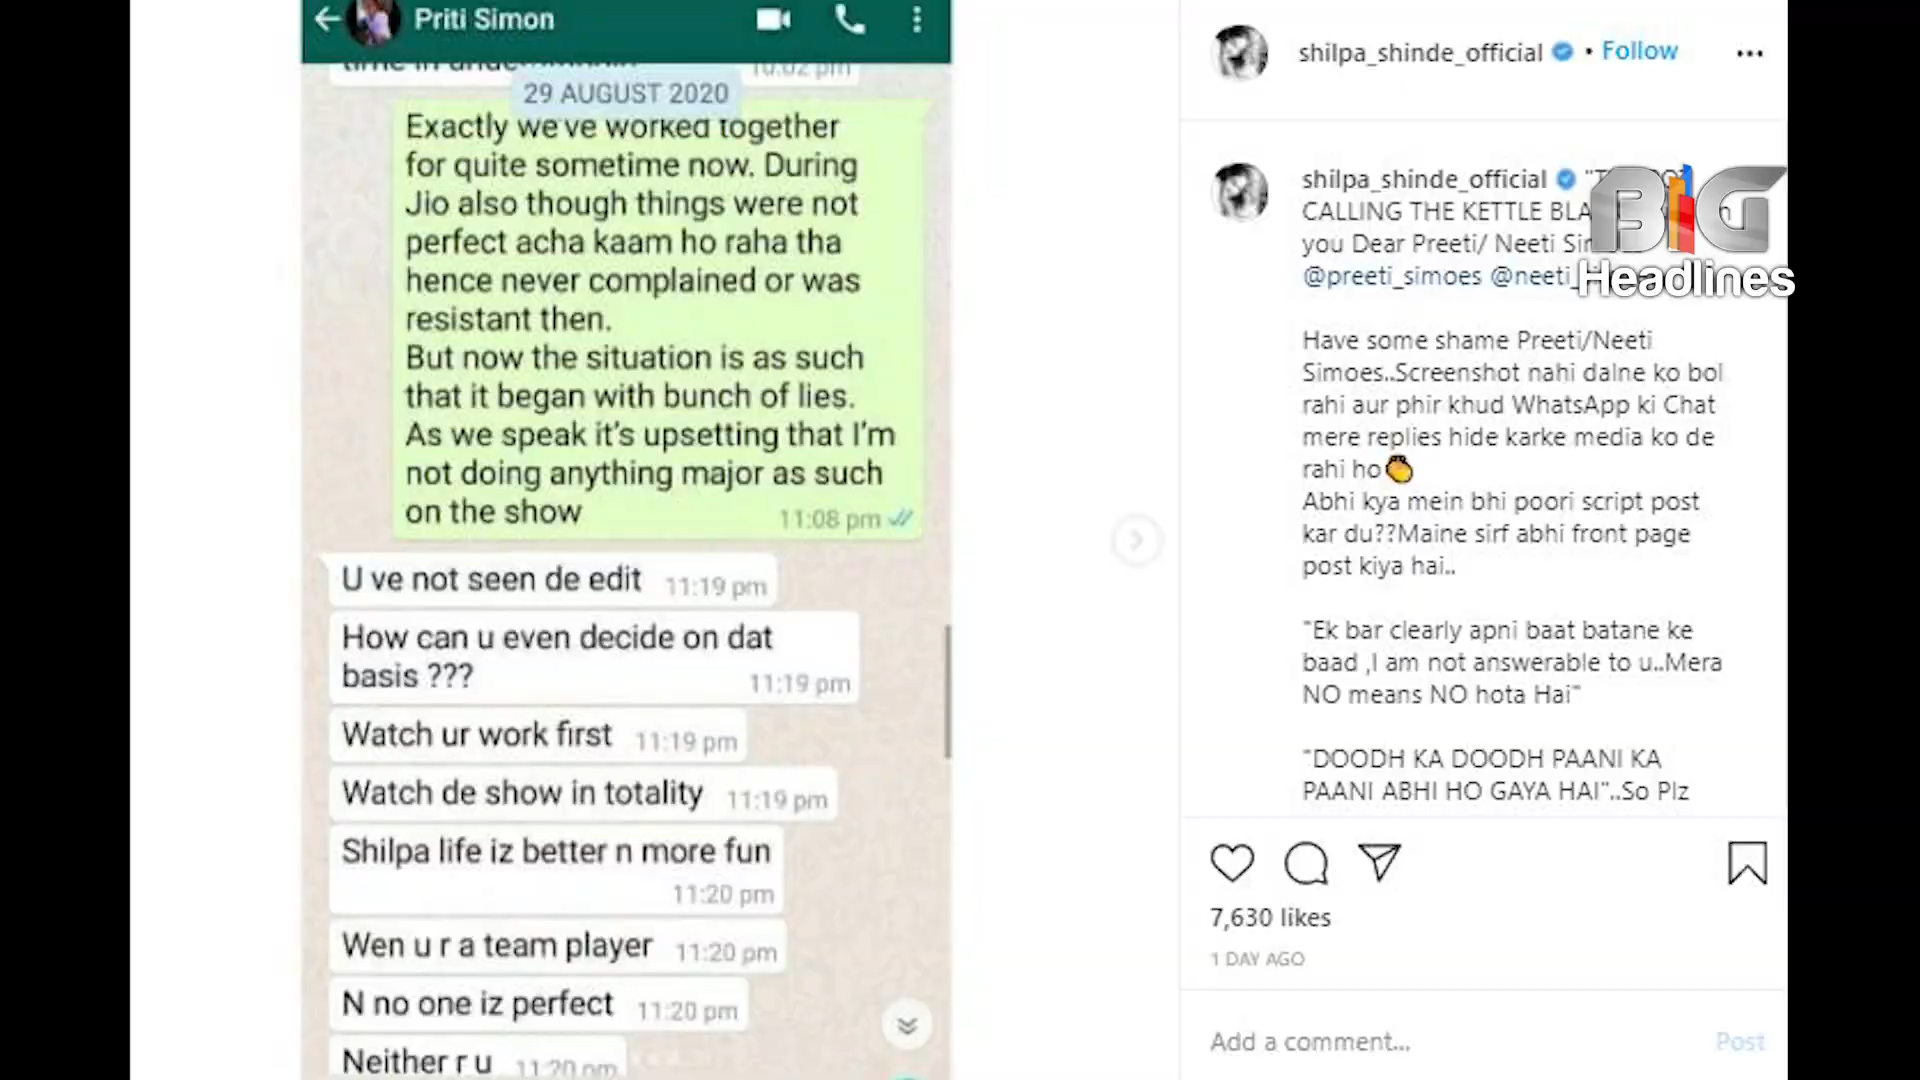 Priti Simon
10:02 pm
29 AUGUST 2020
Exactly we've worked together
for quite sometime now. During
Jio also though things were not
perfect acha kaam ho raha tha
hence never complained or was
resistant then.
But now the situation is as such
that it began with bunch of lies.
As we speak it's upsetting that I'm
not doing anything major as such
on the show
11:08 pm
U ve not seen de edit 11:19 pm
How can u even decide on dat
basis ???
11:19 pm
Watch ur work first 11:19 pm
Watch de show in totality 11:19 pm
Shilpa life iz better n more fun
11:20 pm
Wen u r a team player 11:20 pm
N no one iz perfect 11:20 pm
Neither r u 11:20 pm
shilpa_shinde_official • Follow
shilpa_shinde_official
CALLING THE KETTLE
you Dear Preeti/ Neeti
@preeti_simoes
BIG
Headlines
Have some shame Preeti/Neeti
Simoes..Screenshot nahi dalne ko bol
rahi aur phir khud WhatsApp ki Chat
mere replies hide karke media ko de
rahi ho👏
Abhi kya mein bhi poori script post
kar du??Maine sirf abhi front page
post kiya hai..
"Ek bar clearly apni baat batane ke
baad ,I am not answerable to u..Mera
NO means NO hota Hai"
"DOODH KA DOODH PAANI KA
PAANI ABHI HO GAYA HAI"..So Plz
7,630 likes
1 DAY AGO
Add a comment...
Post